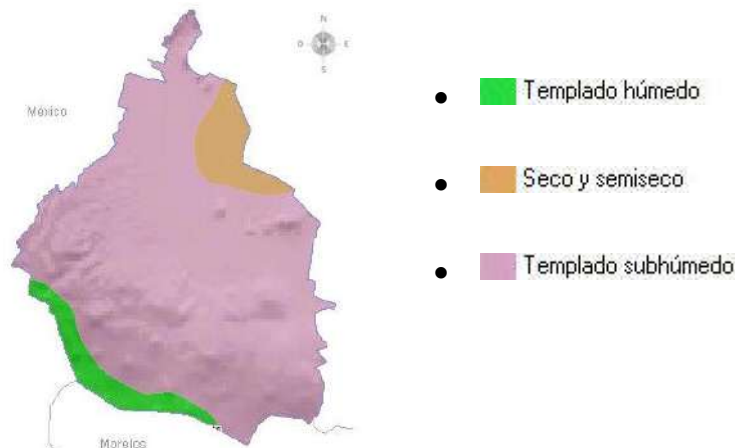 N
O E
S
México
Morelos
Templado húmedo
Seco y semiseco
Templado subhúmedo